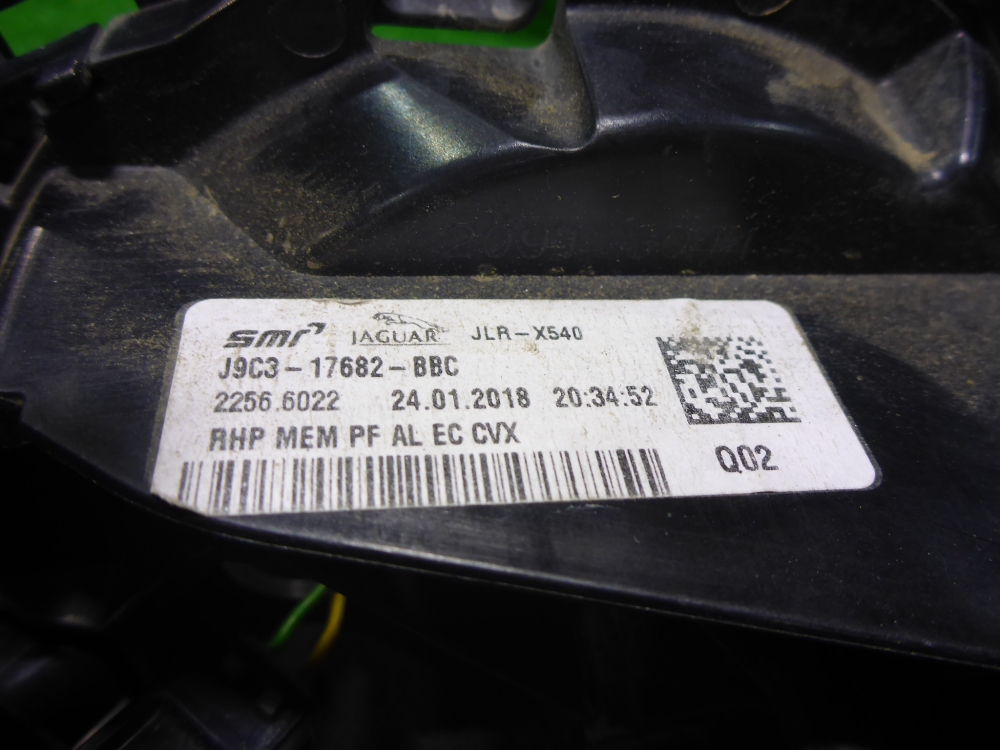 smr JAGUAR JLR-X540
J9C3-17682-BBC
2256.6022 24.01.2018 20:34:52
RHP MEM PF AL EC CVX
Q02